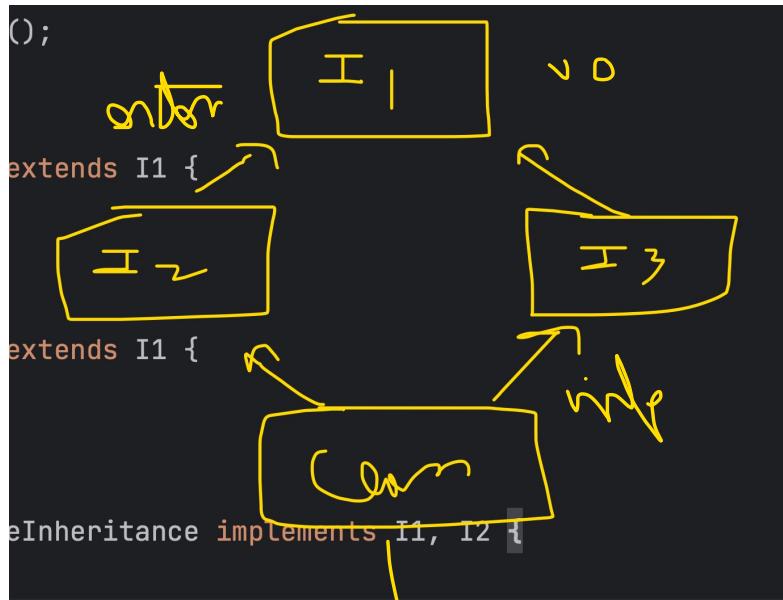 ();
I1
extends I1 {
I2
I3
extends I1 {
Class
eInheritance implements I1, I2 {